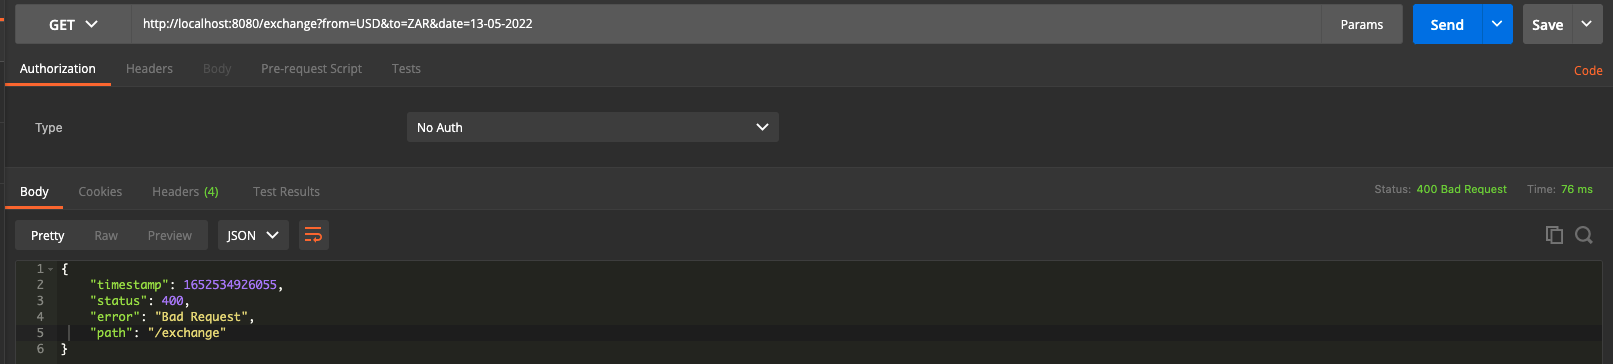 GET http://localhost:8080/exchange?from=USD&to=ZAR&date=13-05-2022 Params Send Save
Authorization Headers Body Pre-request Script Tests Code
Type No Auth
Body Cookies Headers (4) Test Results Status: 400 Bad Request Time: 76 ms
Pretty Raw Preview JSON
1 {
2 "timestamp": 1652534926055,
3 "status": 400,
4 "error": "Bad Request",
5 "path": "/exchange"
6 }